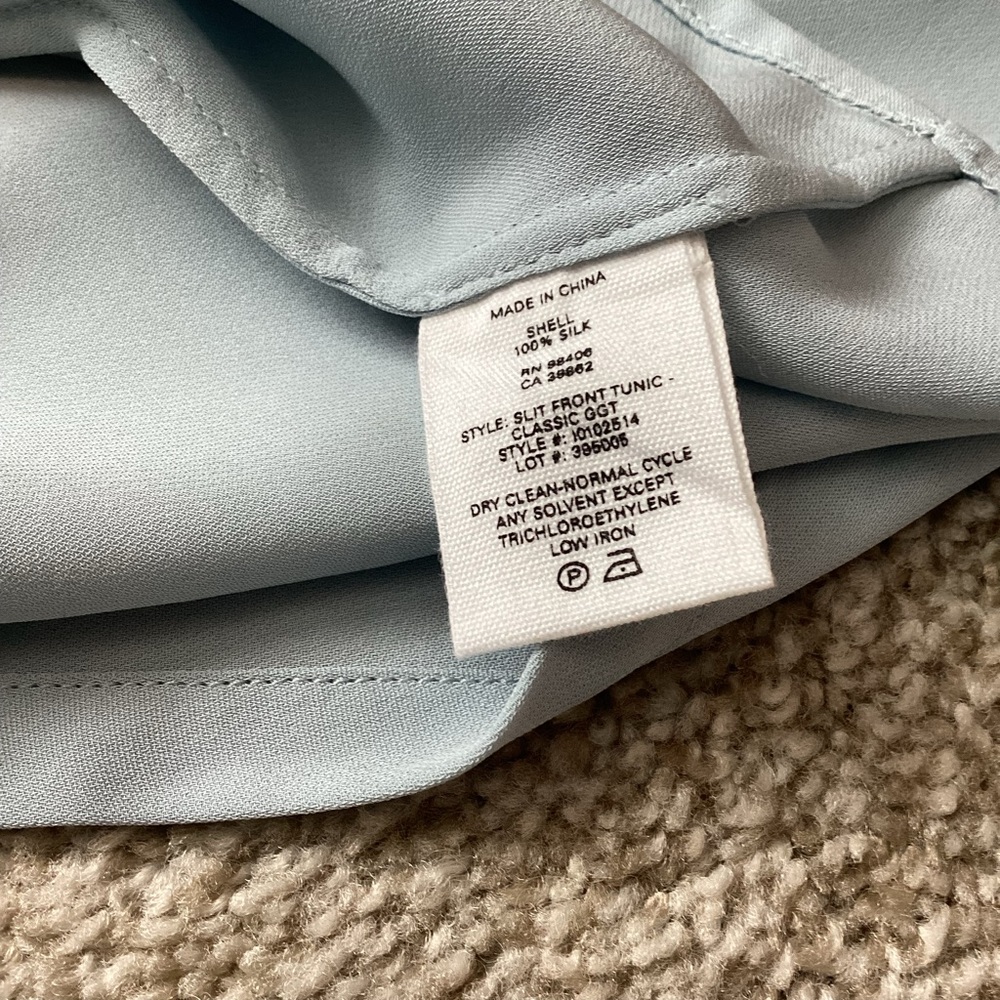 MADE IN CHINA
SHELL
100% SILK
RN 98406
CA 39862
STYLE: SLIT FRONT TUNIC -
CLASSIC GGT
STYLE #: I0102514
LOT #: 395005
DRY CLEAN-NORMAL CYCLE
ANY SOLVENT EXCEPT
TRICHLOROETHYLENE
LOW IRON
P